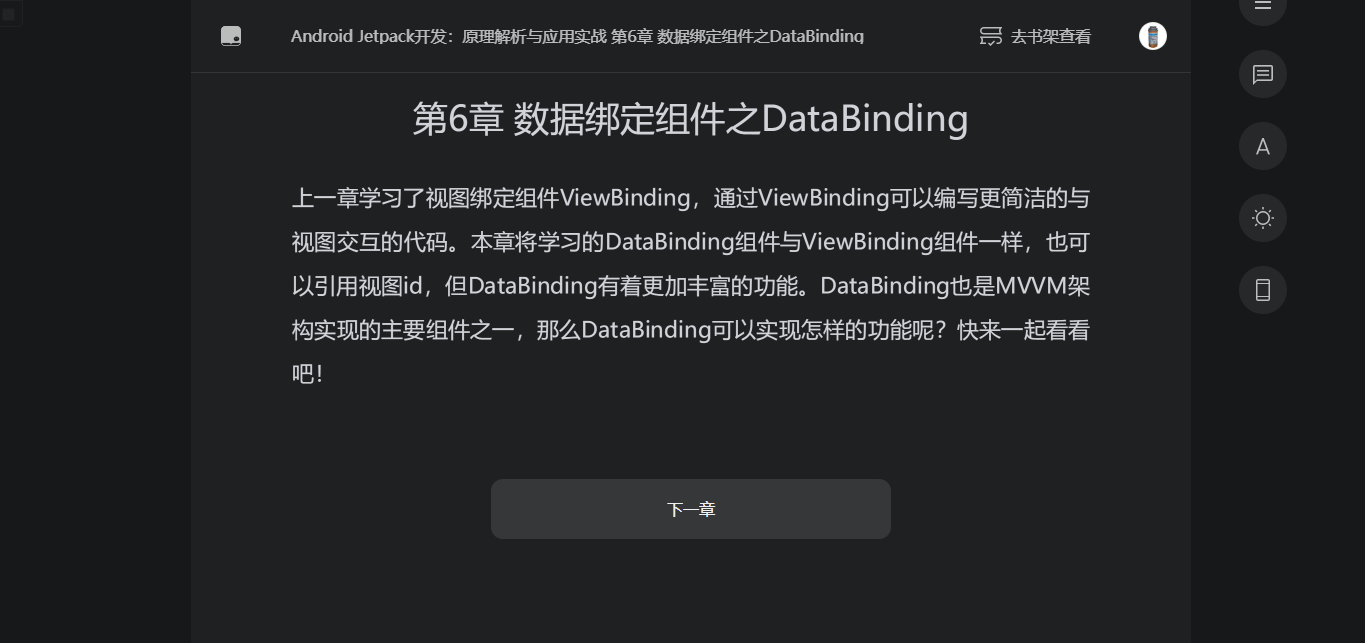 Android Jetpack开发：原理解析与应用实战 第6章 数据绑定组件之DataBinding
去书架查看
第6章 数据绑定组件之DataBinding
上一章学习了视图绑定组件ViewBinding，通过ViewBinding可以编写更简洁的与
视图交互的代码。本章将学习的DataBinding组件与ViewBinding组件一样，也可
以引用视图id，但DataBinding有着更加丰富的功能。DataBinding也是MVVM架
构实现的主要组件之一，那么DataBinding可以实现怎样的功能呢？快来一起看看
吧！
下一章
A